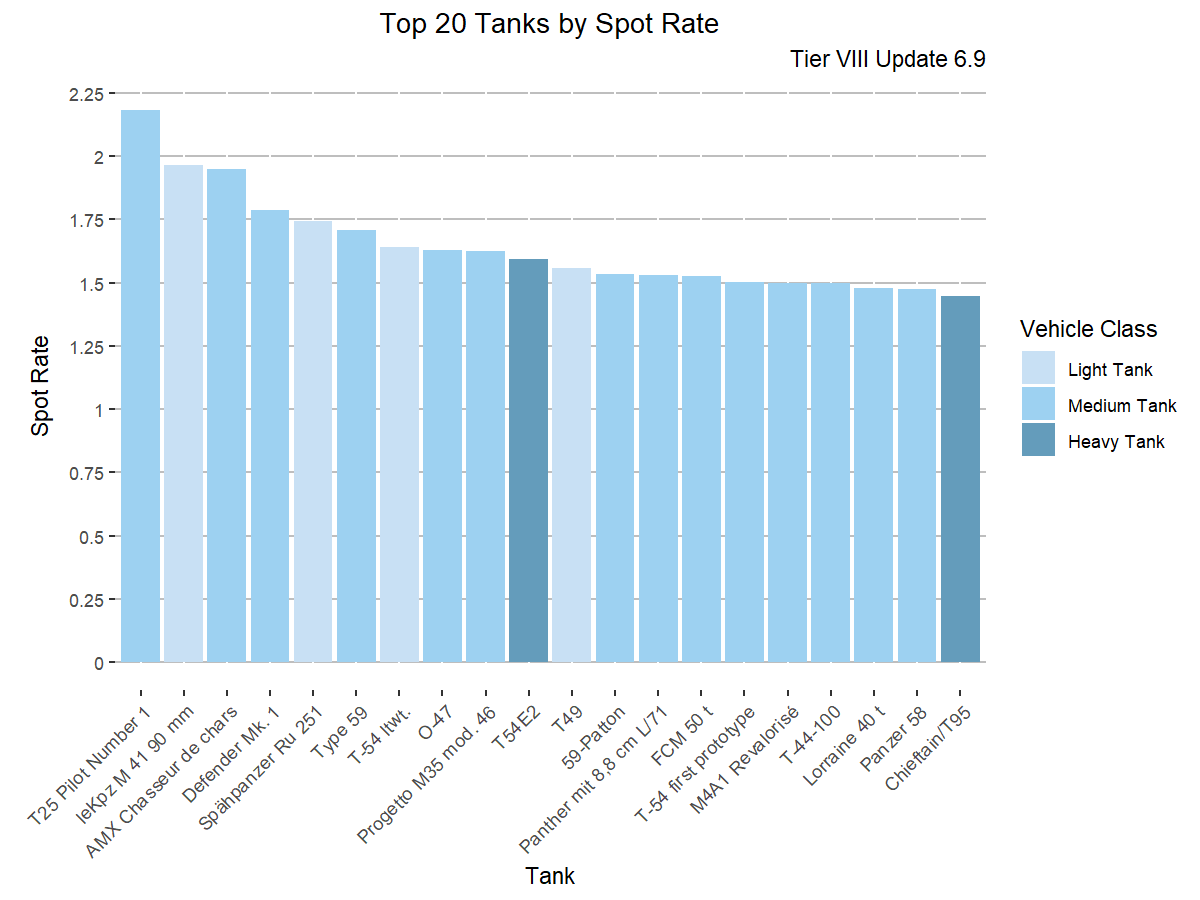 Top 20 Tanks by Spot Rate
Tier VIII Update 6.9
2.25
2
1.75
1.5
1.25
1
0.75
0.5
0.25
0
Spot Rate
T25 Pilot Number 1
leKpz M 41 90 mm
AMX Chasseur de chars
Defender Mk. 1
Spähpanzer Ru 251
Type 59
T-54 ltwt.
O-47
Progetto M35 mod. 46
T54E2
T49
59-Patton
Panther mit 8,8 cm L/71
FCM 50 t
T-54 first prototype
M4A1 Revalorisé
T-44-100
Lorraine 40 t
Panzer 58
Chieftain/T95
Tank
Vehicle Class
Light Tank
Medium Tank
Heavy Tank